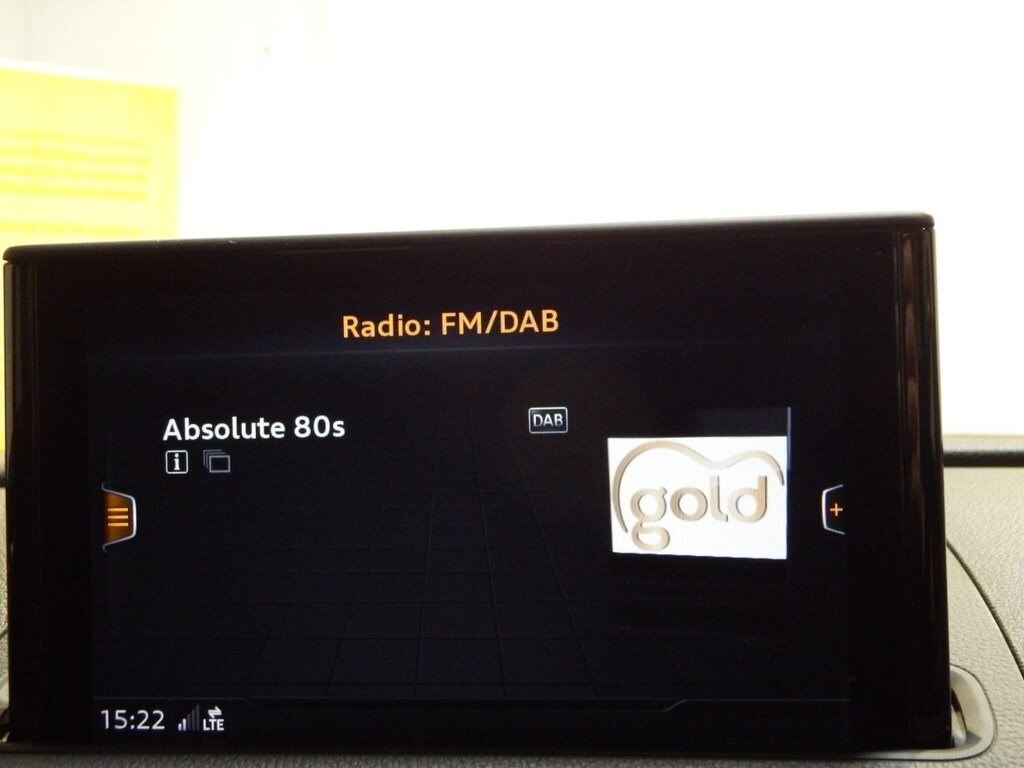 Radio: FM/DAB
Absolute 80s
DAB
i
gold
+
15:22
LTE